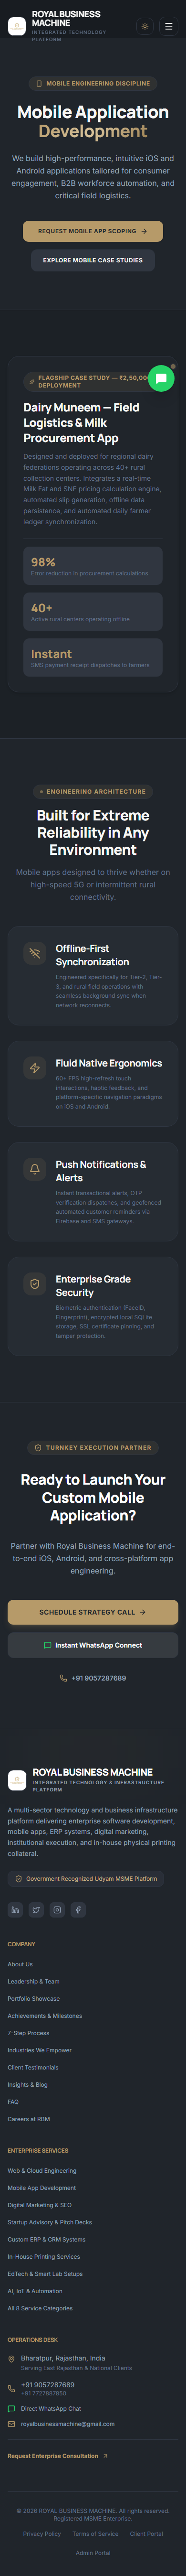 ROYAL BUSINESS
MACHINE
INTEGRATED TECHNOLOGY
PLATFORM
MOBILE ENGINEERING DISCIPLINE
Mobile Application
Development
We build high-performance, intuitive iOS and
Android applications tailored for consumer
engagement, B2B workforce automation, and
critical field logistics.
REQUEST MOBILE APP SCOPING →
EXPLORE MOBILE CASE STUDIES
FLAGSHIP CASE STUDY — ₹2,50,00
DEPLOYMENT
Dairy Muneem — Field
Logistics & Milk
Procurement App
Designed and deployed for regional dairy
federations operating across 40+ rural
collection centers. Integrates a real-time
Milk Fat and SNF pricing calculation engine,
automated slip generation, offline data
persistence, and automated daily farmer
ledger synchronization.
98%
Error reduction in procurement calculations
40+
Active rural centers operating offline
Instant
SMS payment receipt dispatches to farmers
ENGINEERING ARCHITECTURE
Built for Extreme
Reliability in Any
Environment
Mobile apps designed to thrive whether on
high-speed 5G or intermittent rural
connectivity.
Offline-First
Synchronization
Engineered specifically for Tier-2, Tier-
3, and rural field operations with
seamless background sync when
network reconnects.
Fluid Native Ergonomics
60+ FPS high-refresh touch
interactions, haptic feedback, and
platform-specific navigation paradigms
on iOS and Android.
Push Notifications &
Alerts
Instant transactional alerts, OTP
verification dispatches, and geofenced
automated customer reminders via
Firebase and SMS gateways.
Enterprise Grade
Security
Biometric authentication (FaceID,
Fingerprint), encrypted local SQLite
storage, SSL certificate pinning, and
tamper protection.
TURNKEY EXECUTION PARTNER
Ready to Launch Your
Custom Mobile
Application?
Partner with Royal Business Machine for end-
to-end iOS, Android, and cross-platform app
engineering.
SCHEDULE STRATEGY CALL →
Instant WhatsApp Connect
+91 9057287689
ROYAL BUSINESS MACHINE
INTEGRATED TECHNOLOGY & INFRASTRUCTURE
PLATFORM
A multi-sector technology and business infrastructure
platform delivering enterprise software development,
mobile apps, ERP systems, digital marketing,
institutional execution, and in-house physical printing
collateral.
Government Recognized Udyam MSME Platform
COMPANY
About Us
Leadership & Team
Portfolio Showcase
Achievements & Milestones
7-Step Process
Industries We Empower
Client Testimonials
Insights & Blog
FAQ
Careers at RBM
ENTERPRISE SERVICES
Web & Cloud Engineering
Mobile App Development
Digital Marketing & SEO
Startup Advisory & Pitch Decks
Custom ERP & CRM Systems
In-House Printing Services
EdTech & Smart Lab Setups
AI, IoT & Automation
All 8 Service Categories
OPERATIONS DESK
Bharatpur, Rajasthan, India
Serving East Rajasthan & National Clients
+91 9057287689
+91 7727887850
Direct WhatsApp Chat
royalbusinessmachine@gmail.com
Request Enterprise Consultation
© 2026 ROYAL BUSINESS MACHINE. All rights reserved.
Registered MSME Enterprise.
Privacy Policy Terms of Service Client Portal
Admin Portal